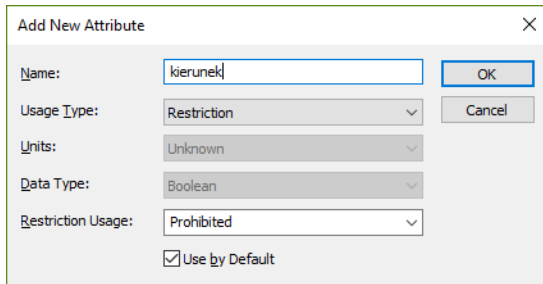 Add New Attribute
Name: kierunek OK
Usage Type: Restriction Cancel
Units: Unknown
Data Type: Boolean
Restriction Usage: Prohibited
Use by Default